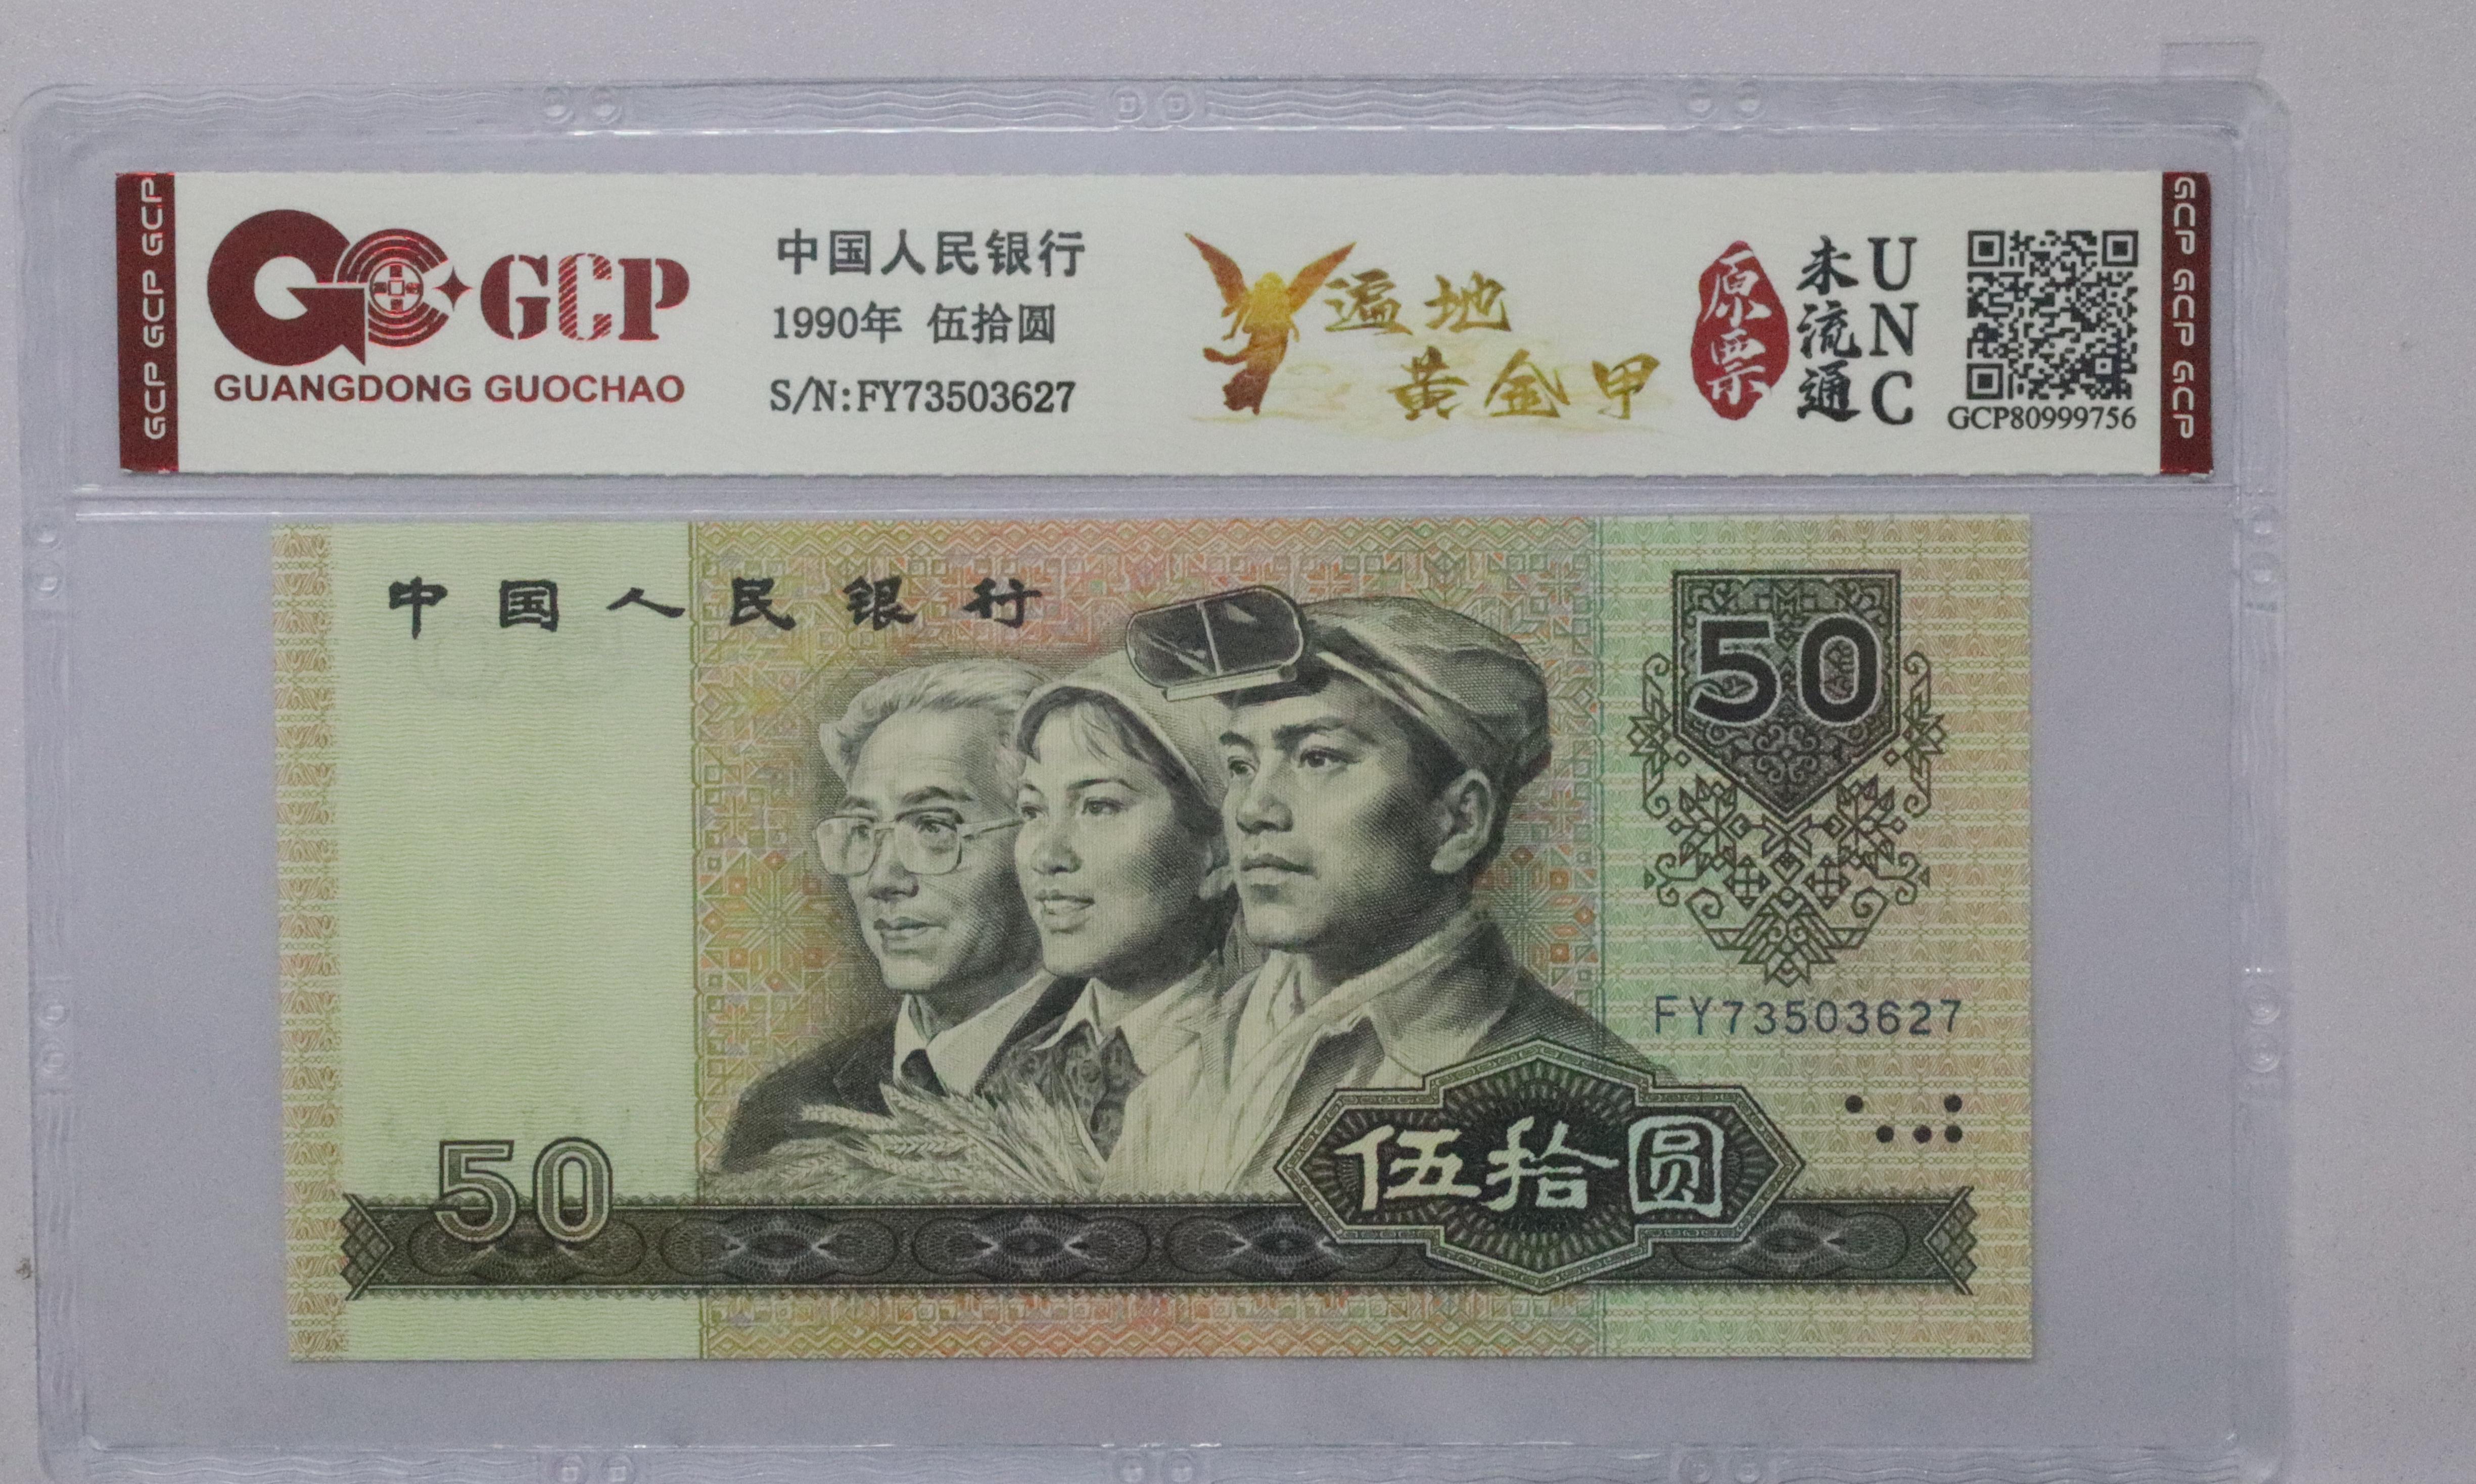 GCP GCP GCP
GCP
GUANGDONG GUOCHAO
中国人民银行
1990年 伍拾圆
S/N:FY73503627
遍地
黄金甲
原票
未流通
UNC
GCP80999756
GCP GCP GCP
中国人民银行
50
FY73503627
50
伍拾圆